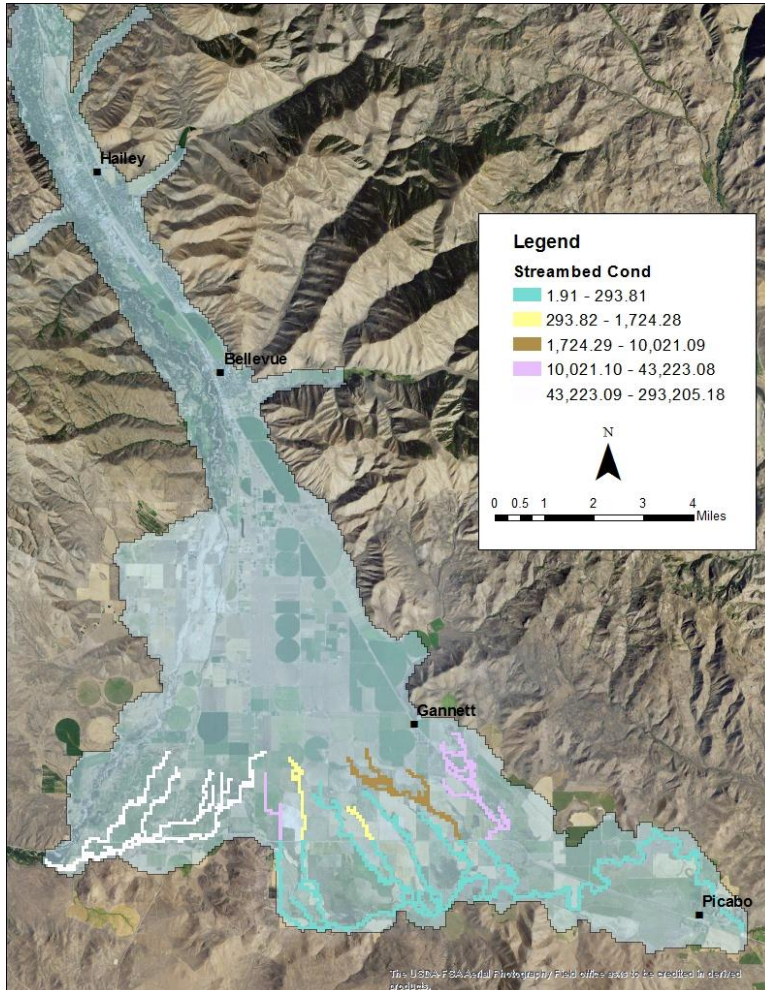 Hailey
Bellevue
Gannett
Picabo
Legend
Streambed Cond
1.91 - 293.81
293.82 - 1,724.28
1,724.29 - 10,021.09
10,021.10 - 43,223.08
43,223.09 - 293,205.18
N
0 0.5 1 2 3 4
Miles
The USDA-FSA Aerial Photography Field office asks to be credited in derived
products.